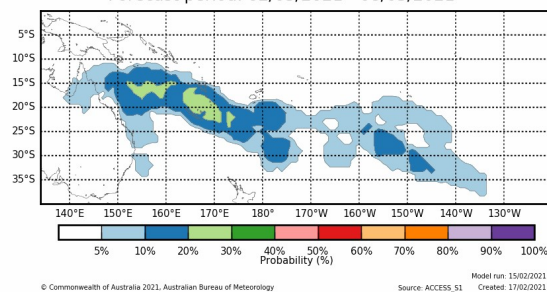 5°S
10°S
15°S
20°S
25°S
30°S
35°S
140°E 150°E 160°E 170°E 180° 170°W 160°W 150°W 140°W 130°W
5% 10% 20% 30% 40% 50% 60% 70% 80% 90% 100%
Probability (%)
Model run: 15/02/2021
© Commonwealth of Australia 2021, Australian Bureau of Meteorology Source: ACCESS_S1 Created: 17/02/2021